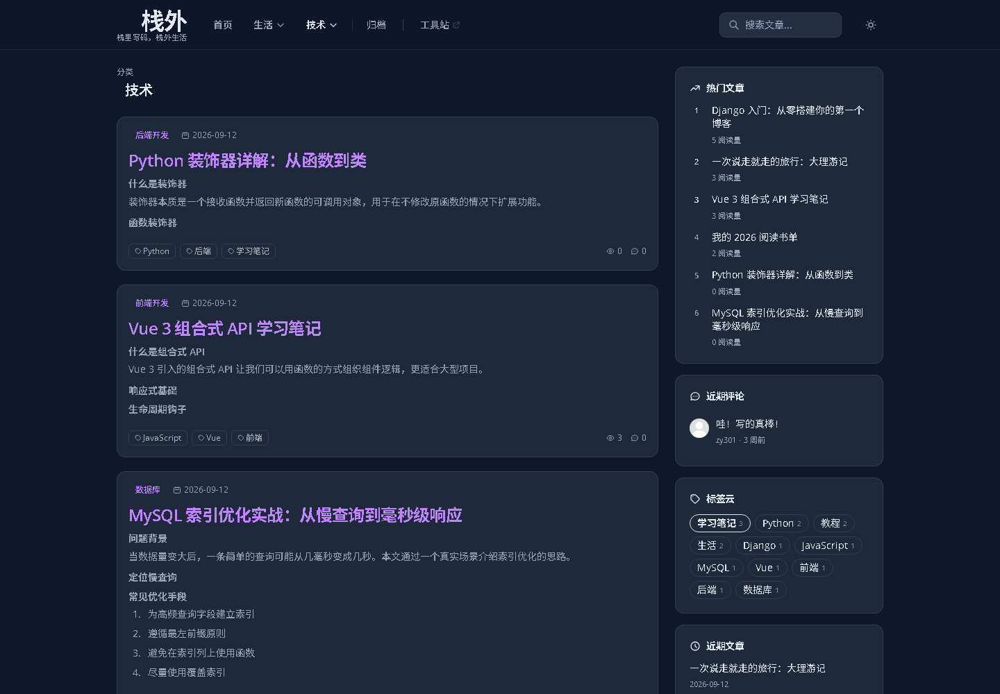 栈外
栈里写码，栈外生活
首页
生活
技术
归档
工具站
搜索文章...
分类
技术
后端开发 2026-09-12
Python 装饰器详解：从函数到类
什么是装饰器
装饰器本质是一个接收函数并返回新函数的可调用对象，用于在不修改原函数的情况下扩展功能。
函数装饰器
Python 后端 学习笔记 0 0
前端开发 2026-09-12
Vue 3 组合式 API 学习笔记
什么是组合式 API
Vue 3 引入的组合式 API 让我们可以用函数的方式组织组件逻辑，更适合大型项目。
响应式基础
生命周期钩子
JavaScript Vue 前端 3 0
数据库 2026-09-12
MySQL 索引优化实战：从慢查询到毫秒级响应
问题背景
当数据量变大后，一条简单的查询可能从几毫秒变成几秒。本文通过一个真实场景介绍索引优化的思路。
定位慢查询
常见优化手段
1. 为高频查询字段建立索引
2. 遵循最左前缀原则
3. 避免在索引列上使用函数
4. 尽量使用覆盖索引
热门文章
1 Django 入门：从零搭建你的第一个
博客
5 阅读量
2 一次说走就走的旅行：大理游记
3 阅读量
3 Vue 3 组合式 API 学习笔记
3 阅读量
4 我的 2026 阅读书单
2 阅读量
5 Python 装饰器详解：从函数到类
0 阅读量
6 MySQL 索引优化实战：从慢查询到
毫秒级响应
0 阅读量
近期评论
哇！写的真棒！
zy301 · 3 周前
标签云
学习笔记 3 Python 2 教程 2
生活 2 Django 1 JavaScript 1
MySQL 1 Vue 1 前端 1
后端 1 数据库 1
近期文章
一次说走就走的旅行：大理游记
2026-09-12